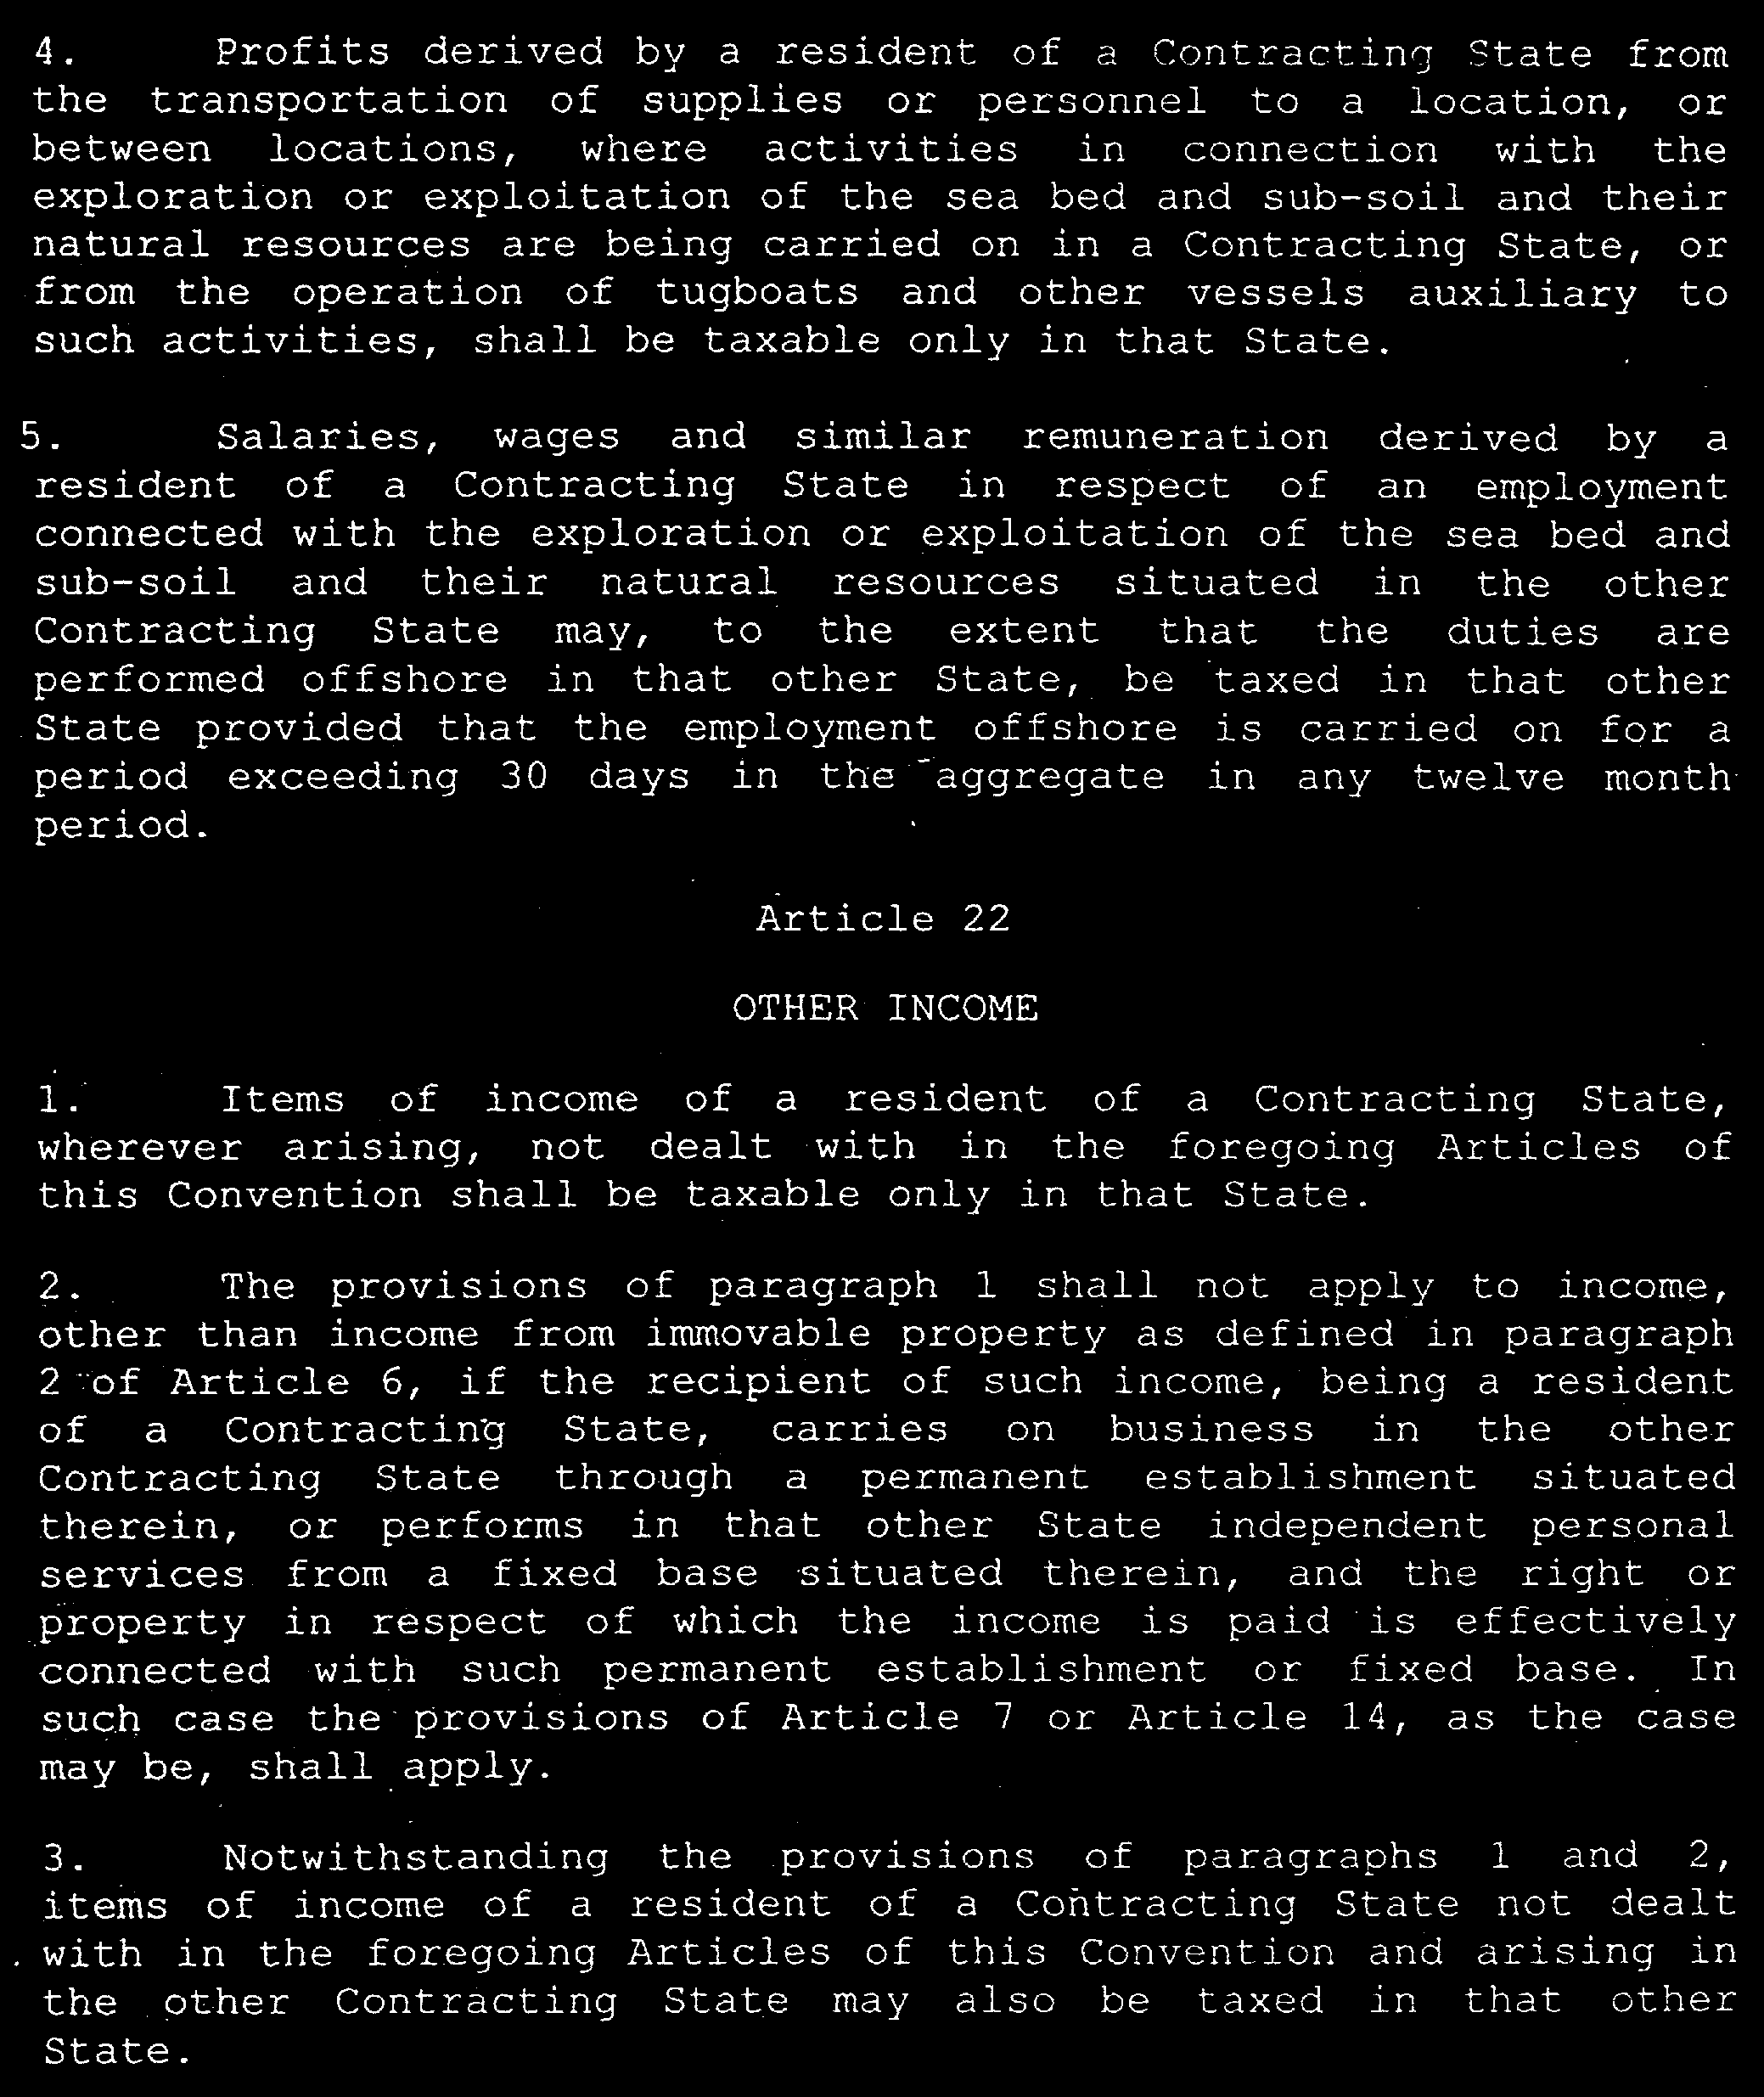 4. Profits derived by a resident of a Contracting State from
the transportation of supplies or personnel to a location, or
between locations, where activities in connection with the
exploration or exploitation of the sea bed and sub-soil and their
natural resources are being carried on in a Contracting State, or
from the operation of tugboats and other vessels auxiliary to
such activities, shall be taxable only in that State.
5. Salaries, wages and similar remuneration derived by a
resident of a Contracting State in respect of an employment
connected with the exploration or exploitation of the sea bed and
sub-soil and their natural resources situated in the other
Contracting State may, to the extent that the duties are
performed offshore in that other State, be taxed in that other
State provided that the employment offshore is carried on for a
period exceeding 30 days in the aggregate in any twelve month
period.
Article 22
OTHER INCOME
1. Items of income of a resident of a Contracting State,
wherever arising, not dealt with in the foregoing Articles of
this Convention shall be taxable only in that State.
2. The provisions of paragraph 1 shall not apply to income,
other than income from immovable property as defined in paragraph
2 of Article 6, if the recipient of such income, being a resident
of a Contracting State, carries on business in the other
Contracting State through a permanent establishment situated
therein, or performs in that other State independent personal
services from a fixed base situated therein, and the right or
property in respect of which the income is paid is effectively
connected with such permanent establishment or fixed base. In
such case the provisions of Article 7 or Article 14, as the case
may be, shall apply.
3. Notwithstanding the provisions of paragraphs 1 and 2,
items of income of a resident of a Contracting State not dealt
with in the foregoing Articles of this Convention and arising in
the other Contracting State may also be taxed in that other
State.